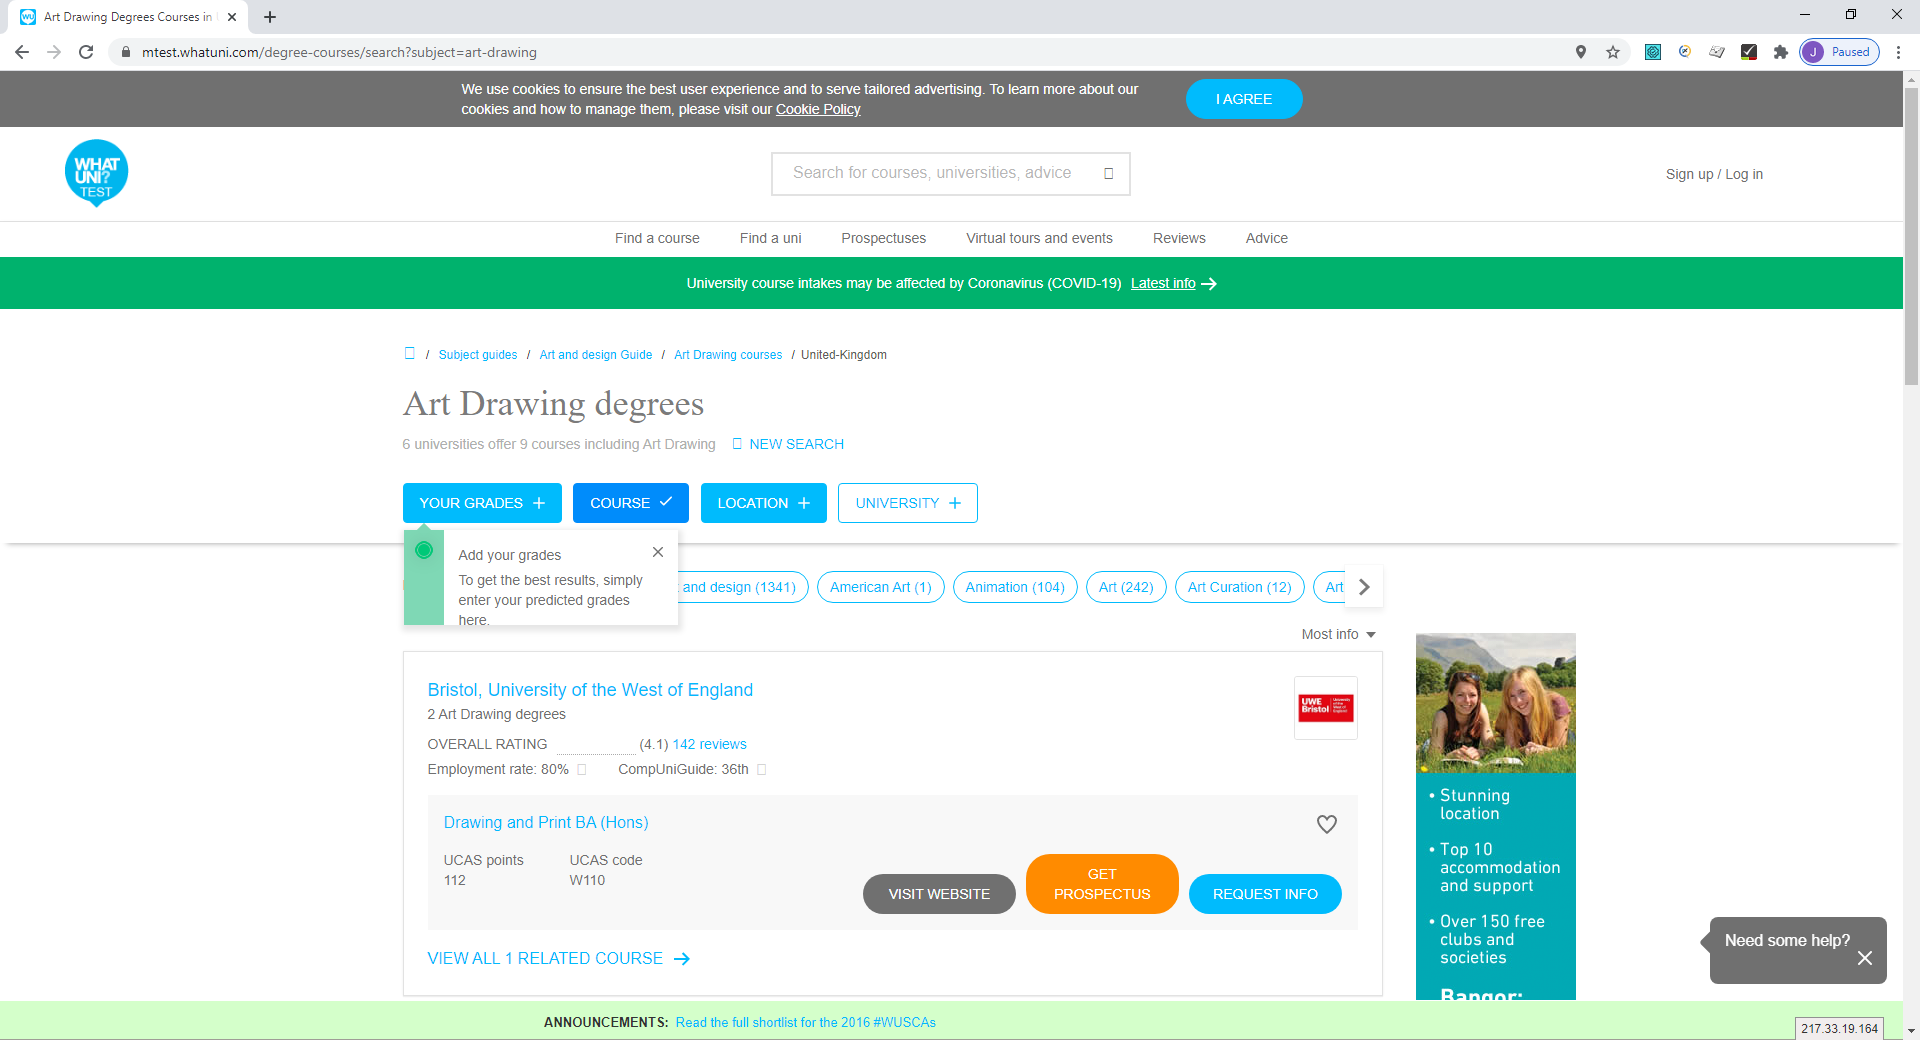 Art Drawing Degrees Courses in
mtest.whatuni.com/degree-courses/search?subject=art-drawing
J Paused
We use cookies to ensure the best user experience and to serve tailored advertising. To learn more about our
cookies and how to manage them, please visit our Cookie Policy
I AGREE
WHAT
UNI?
TEST
Search for courses, universities, advice
Sign up / Log in
Find a course Find a uni Prospectuses Virtual tours and events Reviews Advice
University course intakes may be affected by Coronavirus (COVID-19) Latest info
/ Subject guides / Art and design Guide / Art Drawing courses / United-Kingdom
Art Drawing degrees
6 universities offer 9 courses including Art Drawing NEW SEARCH
YOUR GRADES COURSE LOCATION UNIVERSITY
Add your grades
To get the best results, simply
enter your predicted grades
here.
and design (1341) American Art (1) Animation (104) Art (242) Art Curation (12) Art
Most info
Bristol, University of the West of England
2 Art Drawing degrees
OVERALL RATING (4.1) 142 reviews
Employment rate: 80% CompUniGuide: 36th
UWE
Bristol
University
of the
West of
England
Drawing and Print BA (Hons)
UCAS points UCAS code
112 W110
VISIT WEBSITE
GET
PROSPECTUS
REQUEST INFO
VIEW ALL 1 RELATED COURSE
• Stunning
location
• Top 10
accommodation
and support
• Over 150 free
clubs and
societies
Bangor:
Need some help?
ANNOUNCEMENTS: Read the full shortlist for the 2016 #WUSCAs
217.33.19.164